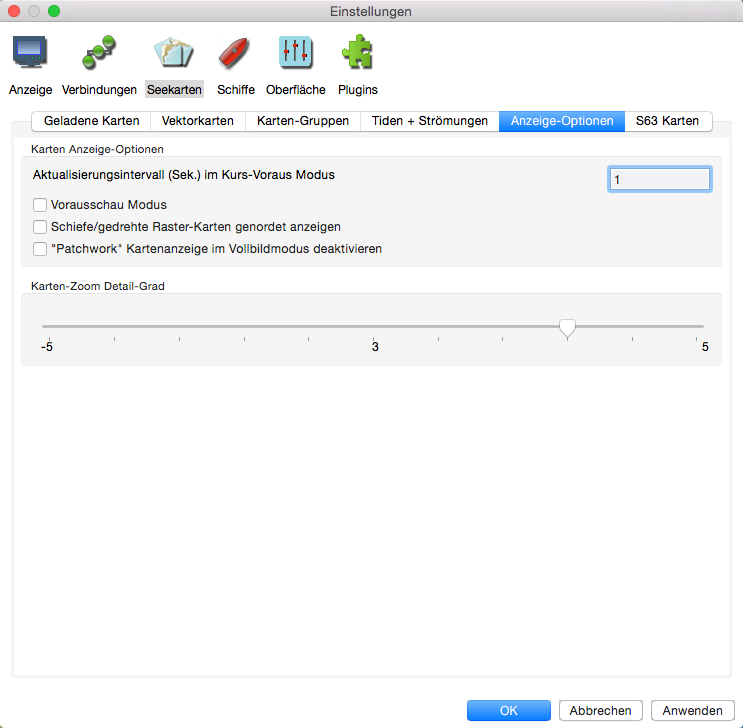 Einstellungen
Anzeige Verbindungen Seekarten Schiffe Oberfläche Plugins
Geladene Karten Vektorkarten Karten-Gruppen Tiden + Strömungen Anzeige-Optionen S63 Karten
Karten Anzeige-Optionen
Aktualisierungsintervall (Sek.) im Kurs-Voraus Modus 1
Vorausschau Modus
Schiefe/gedrehte Raster-Karten genordet anzeigen
"Patchwork" Kartenanzeige im Vollbildmodus deaktivieren
Karten-Zoom Detail-Grad
-5 3 5
OK Abbrechen Anwenden